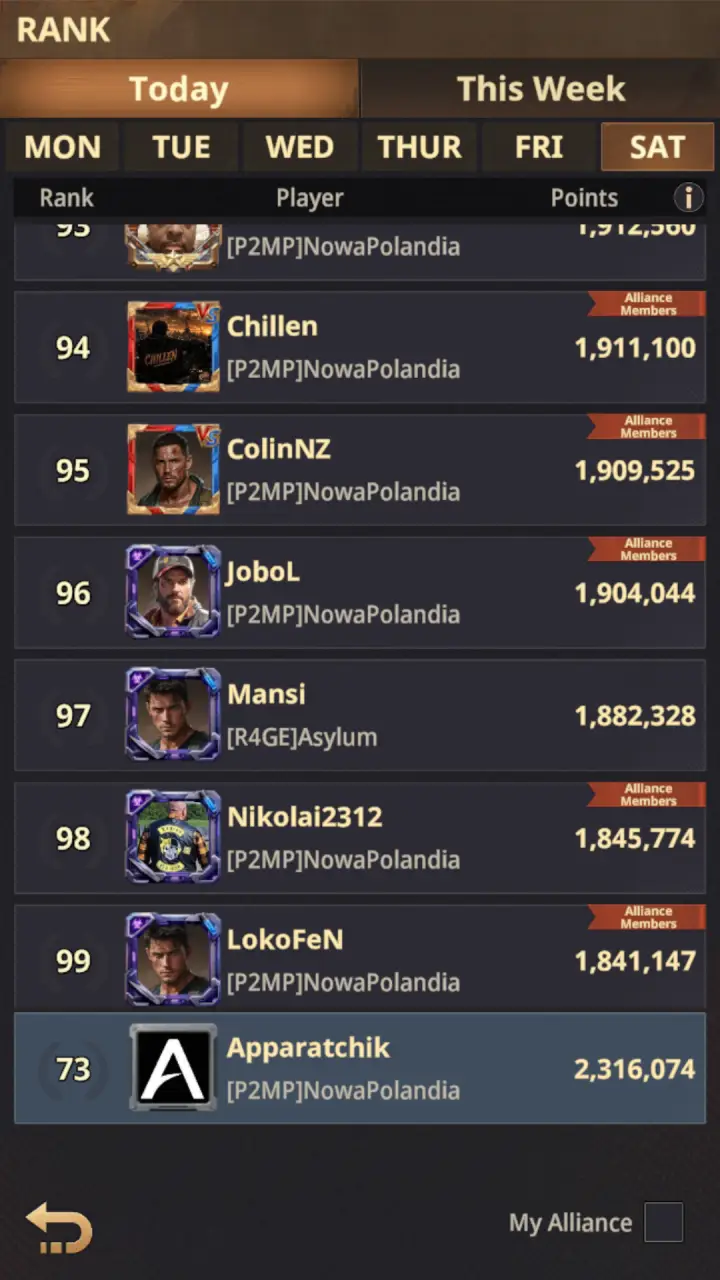 RANK
Today
This Week
MON
TUE
WED
THUR
FRI
SAT
Rank
Player
Points
93
[P2MP]NowaPolandia
1,912,560
94
Chillen
[P2MP]NowaPolandia
Alliance
Members
1,911,100
95
ColinNZ
[P2MP]NowaPolandia
Alliance
Members
1,909,525
96
JoboL
[P2MP]NowaPolandia
Alliance
Members
1,904,044
97
Mansi
[R4GE]Asylum
1,882,328
98
Nikolai2312
[P2MP]NowaPolandia
Alliance
Members
1,845,774
99
LokoFeN
[P2MP]NowaPolandia
Alliance
Members
1,841,147
73
Apparatchik
[P2MP]NowaPolandia
2,316,074
My Alliance